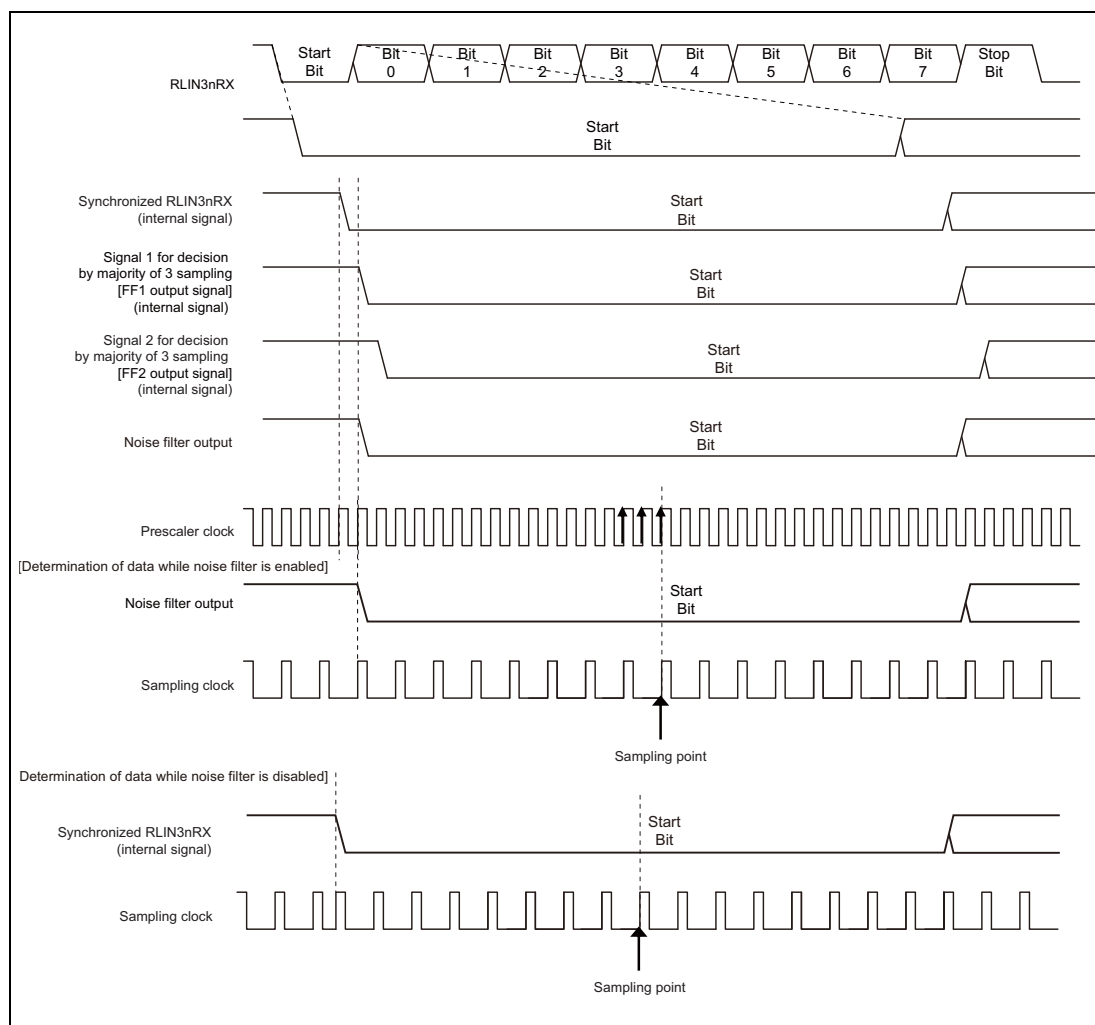 Start
Bit
Bit
0
Bit
1
Bit
2
Bit
3
Bit
4
Bit
5
Bit
6
Bit
7
Stop
Bit
RLIN3nRX
Start
Bit
Synchronized RLIN3nRX
(internal signal)
Start
Bit
Signal 1 for decision
by majority of 3 sampling
[FF1 output signal]
(internal signal)
Start
Bit
Signal 2 for decision
by majority of 3 sampling
[FF2 output signal]
(internal signal)
Start
Bit
Noise filter output
Start
Bit
Prescaler clock
[Determination of data while noise filter is enabled]
Noise filter output
Start
Bit
Sampling clock
Sampling point
Determination of data while noise filter is disabled]
Synchronized RLIN3nRX
(internal signal)
Start
Bit
Sampling clock
Sampling point